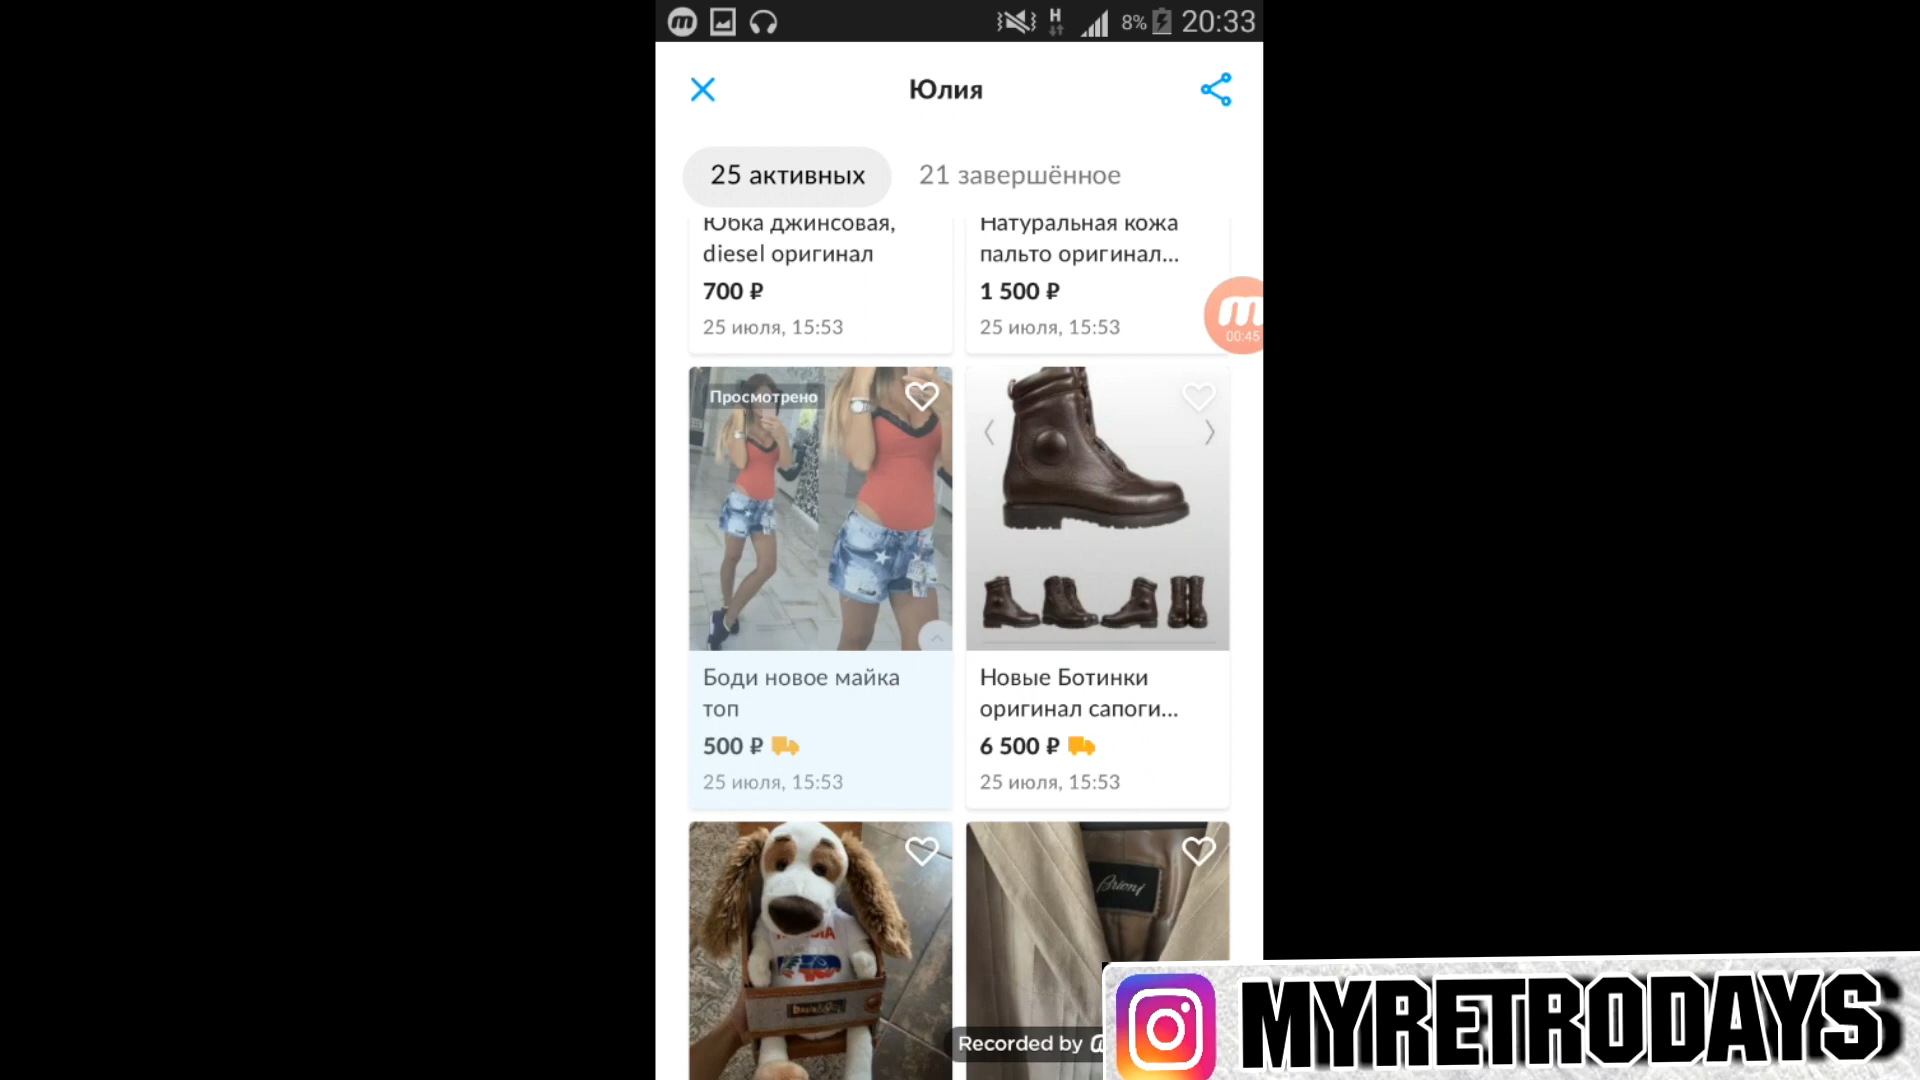 H
8%
20:33
Юлия
25 активных
21 завершённое
Юбка джинсовая,
diesel оригинал
700 ₽
25 июля, 15:53
Натуральная кожа
пальто оригинал...
1 500 ₽
25 июля, 15:53
00:45
Просмотрено
Боди новое майка
топ
500 ₽
25 июля, 15:53
Новые Ботинки
оригинал сапоги...
6 500 ₽
25 июля, 15:53
Brioni
Recorded by
MYRETRODAYS